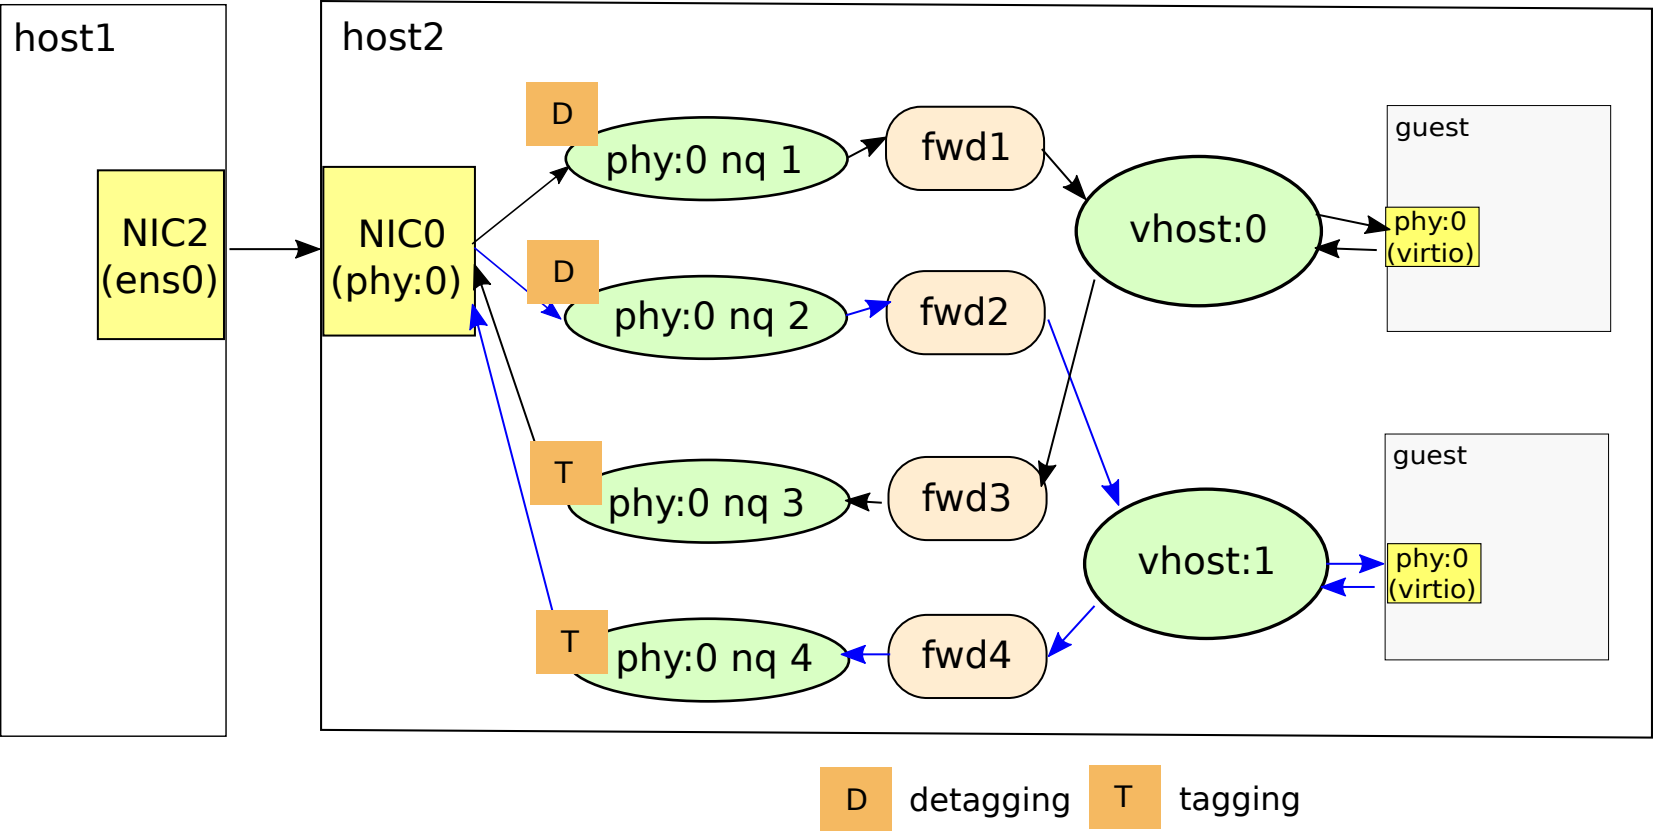 host1
host2
D
phy:0 nq 1
fwd1
guest
NIC2
(ens0)
NIC0
(phy:0)
vhost:0
phy:0
(virtio)
D
phy:0 nq 2
fwd2
T
phy:0 nq 3
fwd3
guest
vhost:1
phy:0
(virtio)
T
phy:0 nq 4
fwd4
D detagging T tagging